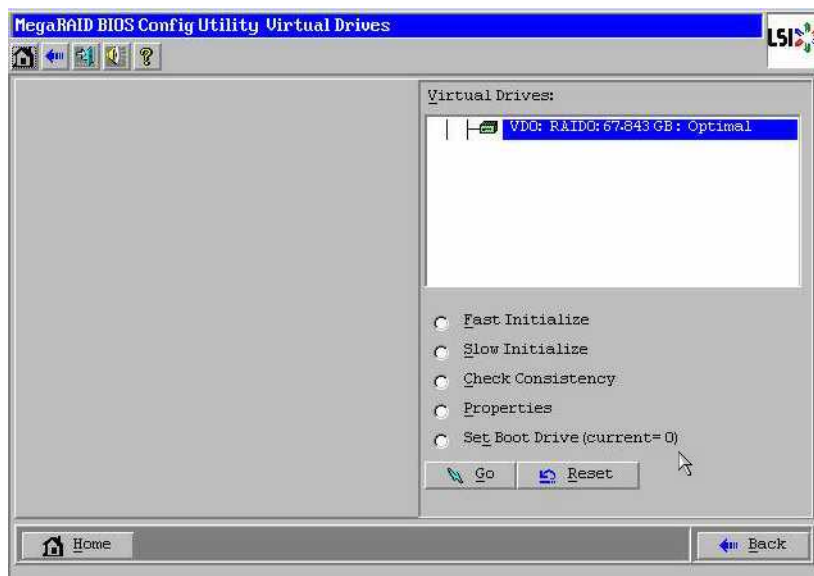 MegaRAID BIOS Config Utility Virtual Drives
LSI
?
Virtual Drives:
VD0: RAID0: 67.843 GB: Optimal
Fast Initialize
Slow Initialize
Check Consistency
Properties
Set Boot Drive (current= 0)
Go
Reset
Home
Back